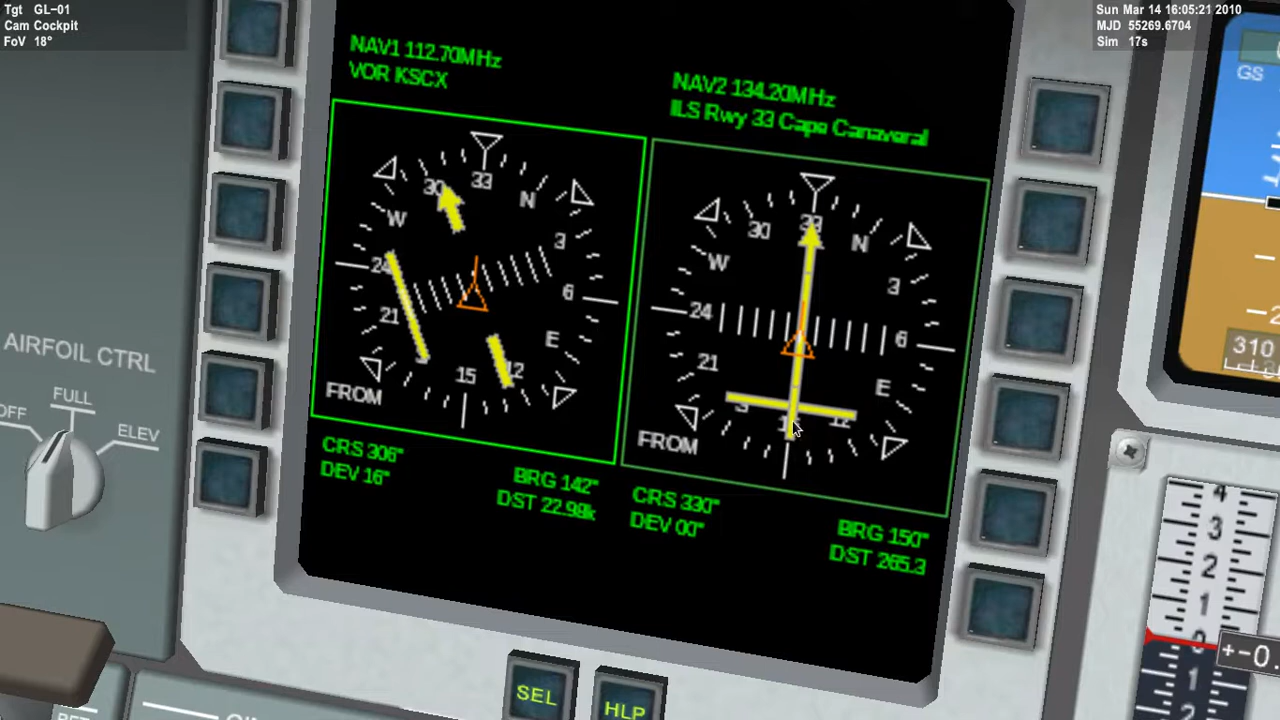 Tgt GL-01
Cam Cockpit
FoV 18°
Sun Mar 14 16:05:21 2010
MJD 55269.6704
Sim 17s
NAV1 112.70MHz
VOR KSCX
NAV2 134.20MHz
ILS Rwy 33 Cape Canaveral
GS
30 33 N
W 3
24 6
21 E
15 12
FROM
30 33 N
W 3
24 6
21 E
12
FROM
CRS 306°
DEV 16°
BRG 142°
DST 22.98k
CRS 330°
DEV 00°
BRG 150°
DST 265.3
AIRFOIL CTRL
FULL
OFF
ELEV
310
4
3
2
1
0
1
2
+-0.
SEL
HLP